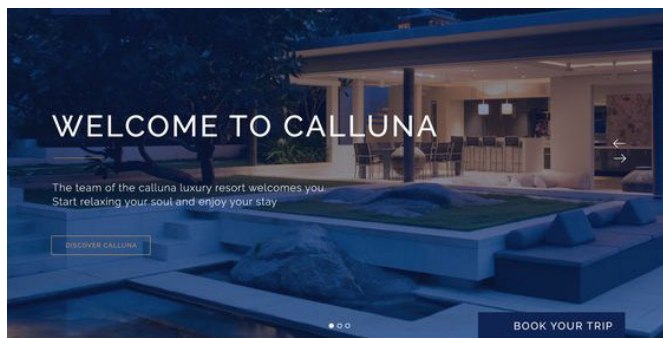 WELCOME TO CALLUNA
The team of the calluna luxury resort welcomes you.
Start relaxing your soul and enjoy your stay
DISCOVER CALLUNA
BOOK YOUR TRIP